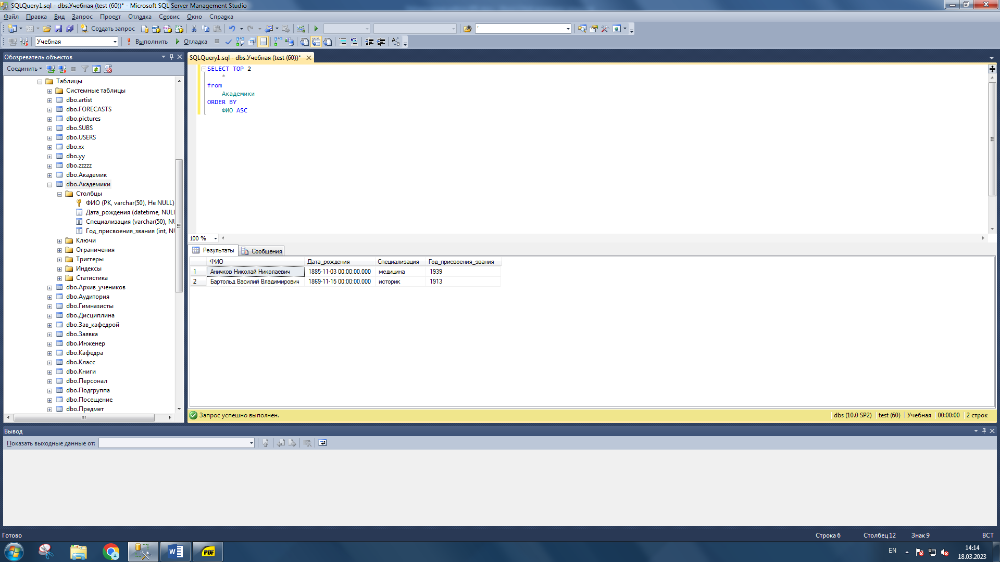 SQLQuery1.sql - dbs.Учебная (test (60))* - Microsoft SQL Server Management Studio
Файл Правка Вид Запрос Проект Отладка Сервис Окно Справка
Создать запрос
Учебная Выполнить Отладка
Обозреватель объектов
Соединить
Таблицы
Системные таблицы
dbo.artist
dbo.FORECASTS
dbo.pictures
dbo.SUBS
dbo.USERS
dbo.xx
dbo.yy
dbo.zzzzz
dbo.Академик
dbo.Академики
Столбцы
ФИО (PK, varchar(50), Не NULL)
Дата_рождения (datetime, NULL
Специализация (varchar(50), NU
Год_присвоения_звания (int, NU
Ключи
Ограничения
Триггеры
Индексы
Статистика
dbo.Архив_учеников
dbo.Аудитория
dbo.Гимназисты
dbo.Дисциплина
dbo.Зав_кафедрой
dbo.Заявка
dbo.Инженер
dbo.Кафедра
dbo.Класс
dbo.Книги
dbo.Персонал
dbo.Подгруппа
dbo.Посещение
dbo.Предмет
SQLQuery1.sql - dbs.Учебная (test (60))*
SELECT TOP 2
*
from
Академики
ORDER BY
ФИО ASC
100 %
Результаты Сообщения
ФИО Дата_рождения Специализация Год_присвоения_звания
1 Аничков Николай Николаевич 1885-11-03 00:00:00.000 медицина 1939
2 Бартольд Василий Владимирович 1869-11-15 00:00:00.000 историк 1913
Запрос успешно выполнен. dbs (10.0 SP2) test (60) Учебная 00:00:00 2 строк
Вывод
Показать выходные данные от:
Готово Строка 6 Столбец 12 Знак 9 ВСТ
W PDF EN 14:14
18.03.2023